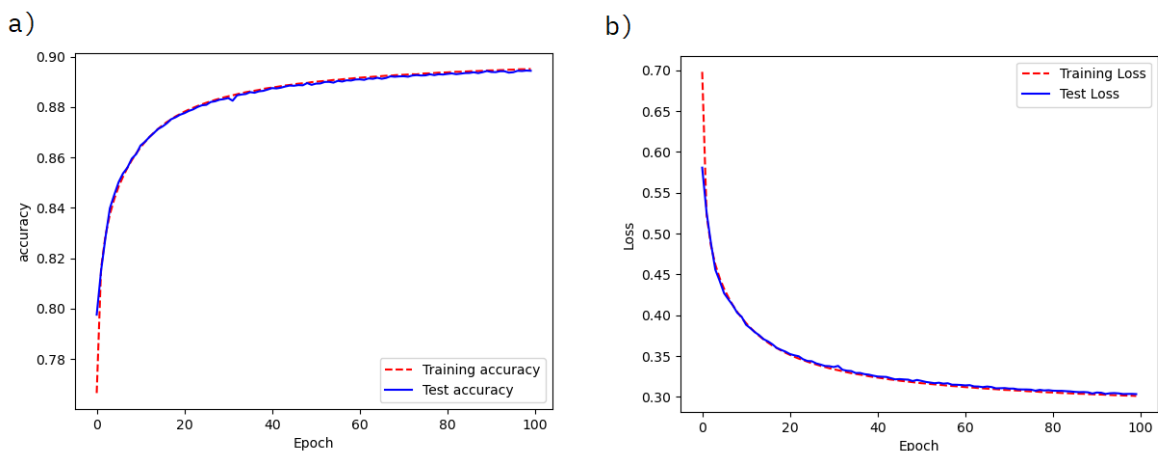 a)
0.90
0.88
0.86
0.84
0.82
0.80
0.78
accuracy
0 20 40 60 80 100
Epoch
Training accuracy
Test accuracy
b)
0.70
0.65
0.60
0.55
0.50
0.45
0.40
0.35
0.30
Loss
0 20 40 60 80 100
Epoch
Training Loss
Test Loss